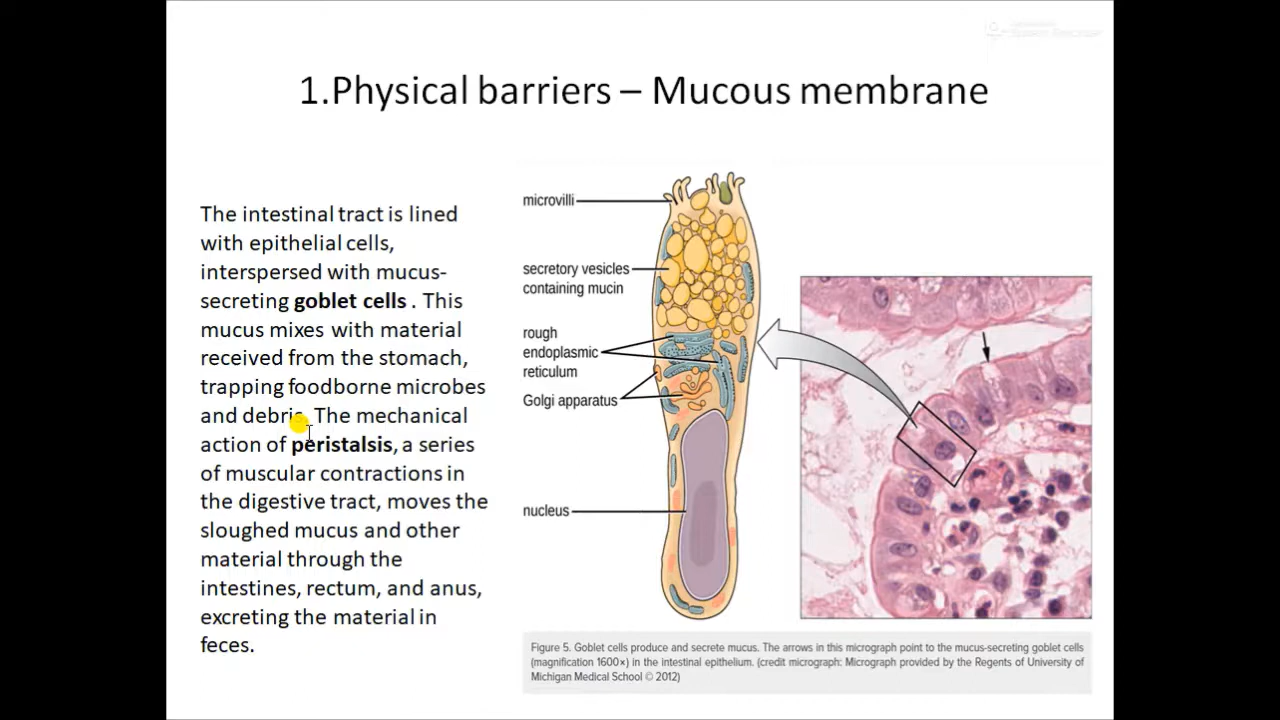 1.Physical barriers – Mucous membrane
The intestinal tract is lined
with epithelial cells,
interspersed with mucus-
secreting goblet cells . This
mucus mixes with material
received from the stomach,
trapping foodborne microbes
and debris. The mechanical
action of peristalsis, a series
of muscular contractions in
the digestive tract, moves the
sloughed mucus and other
material through the
intestines, rectum, and anus,
excreting the material in
feces.
microvilli
secretory vesicles
containing mucin
rough
endoplasmic
reticulum
Golgi apparatus
nucleus
Figure 5. Goblet cells produce and secrete mucus. The arrows in this micrograph point to the mucus-secreting goblet cells
(magnification 1600×) in the intestinal epithelium. (credit micrograph: Micrograph provided by the Regents of University of
Michigan Medical School © 2012)